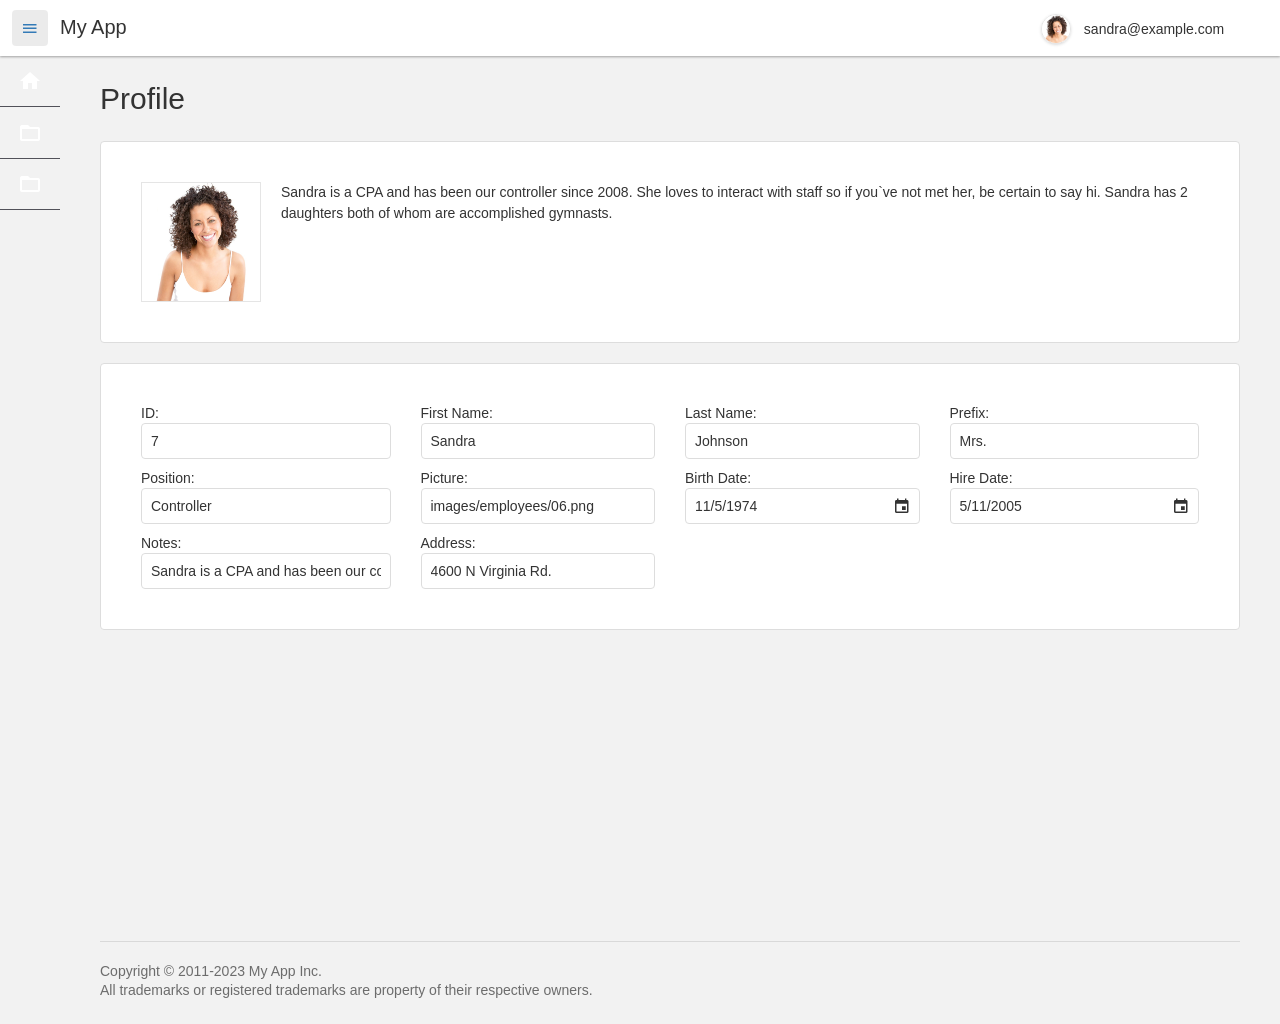 My App
sandra@example.com
Profile
Sandra is a CPA and has been our controller since 2008. She loves to interact with staff so if you`ve not met her, be certain to say hi. Sandra has 2
daughters both of whom are accomplished gymnasts.
ID:
First Name:
Last Name:
Prefix:
7
Sandra
Johnson
Mrs.
Position:
Picture:
Birth Date:
Hire Date:
Controller
images/employees/06.png
11/5/1974
5/11/2005
Notes:
Address:
Sandra is a CPA and has been our
4600 N Virginia Rd.
Copyright © 2011-2023 My App Inc.
All trademarks or registered trademarks are property of their respective owners.